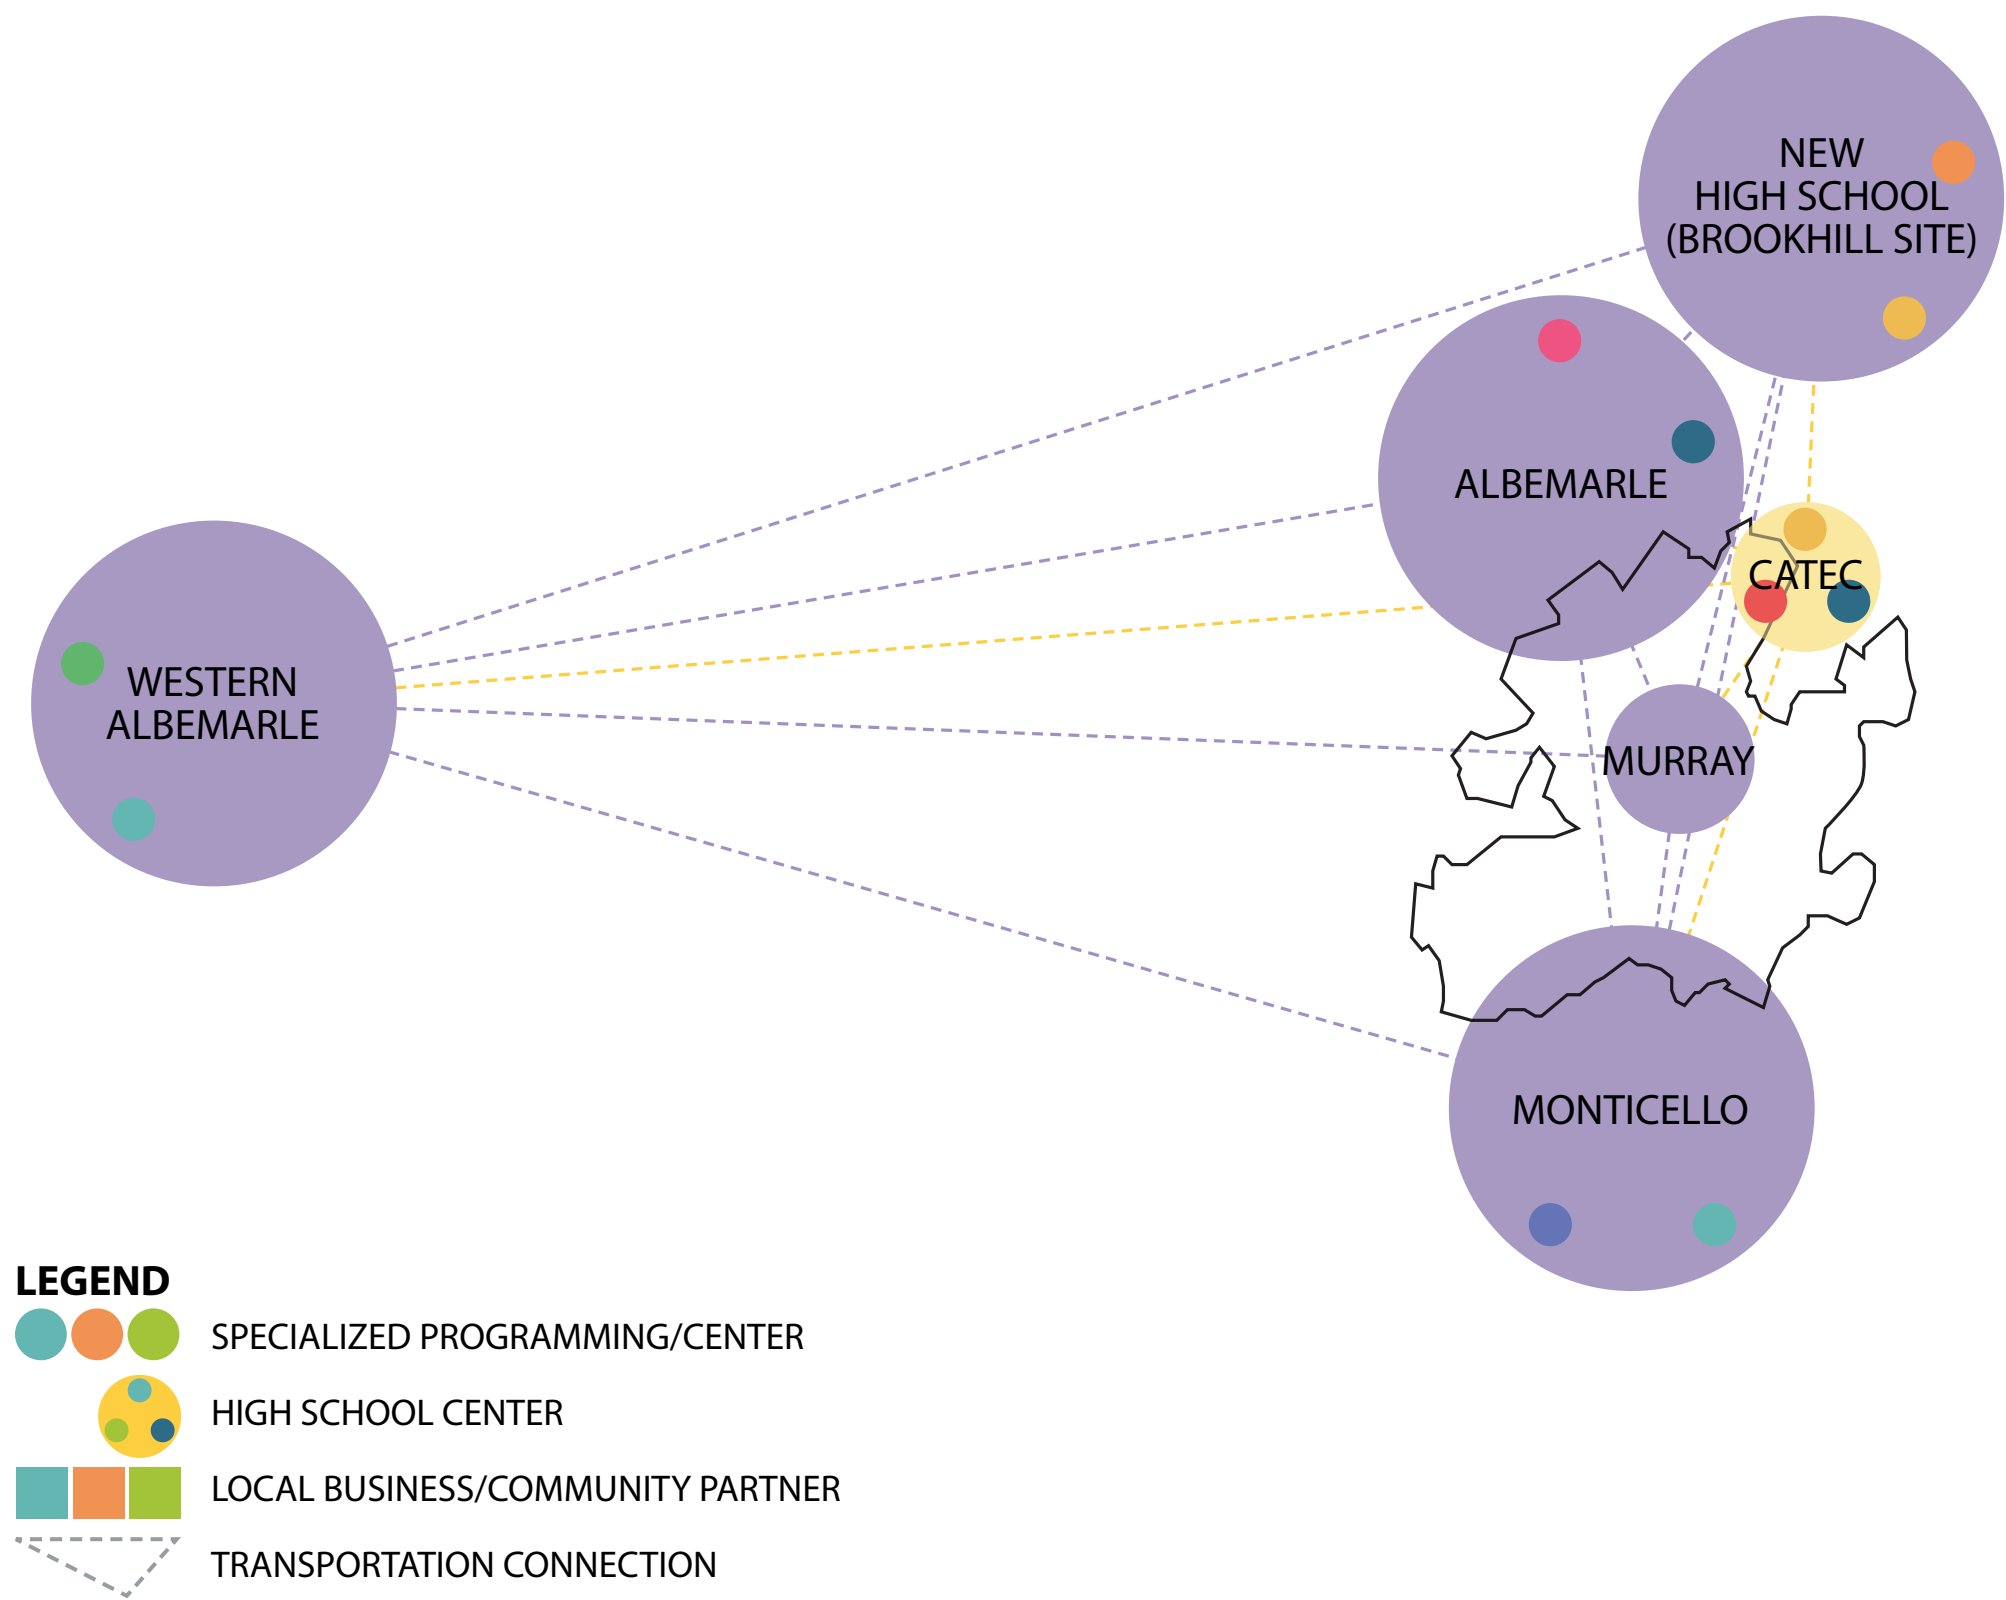 NEW
HIGH SCHOOL
(BROOKHILL SITE)
ALBEMARLE
CATEC
WESTERN
ALBEMARLE
MURRAY
MONTICELLO
LEGEND
SPECIALIZED PROGRAMMING/CENTER
HIGH SCHOOL CENTER
LOCAL BUSINESS/COMMUNITY PARTNER
TRANSPORTATION CONNECTION